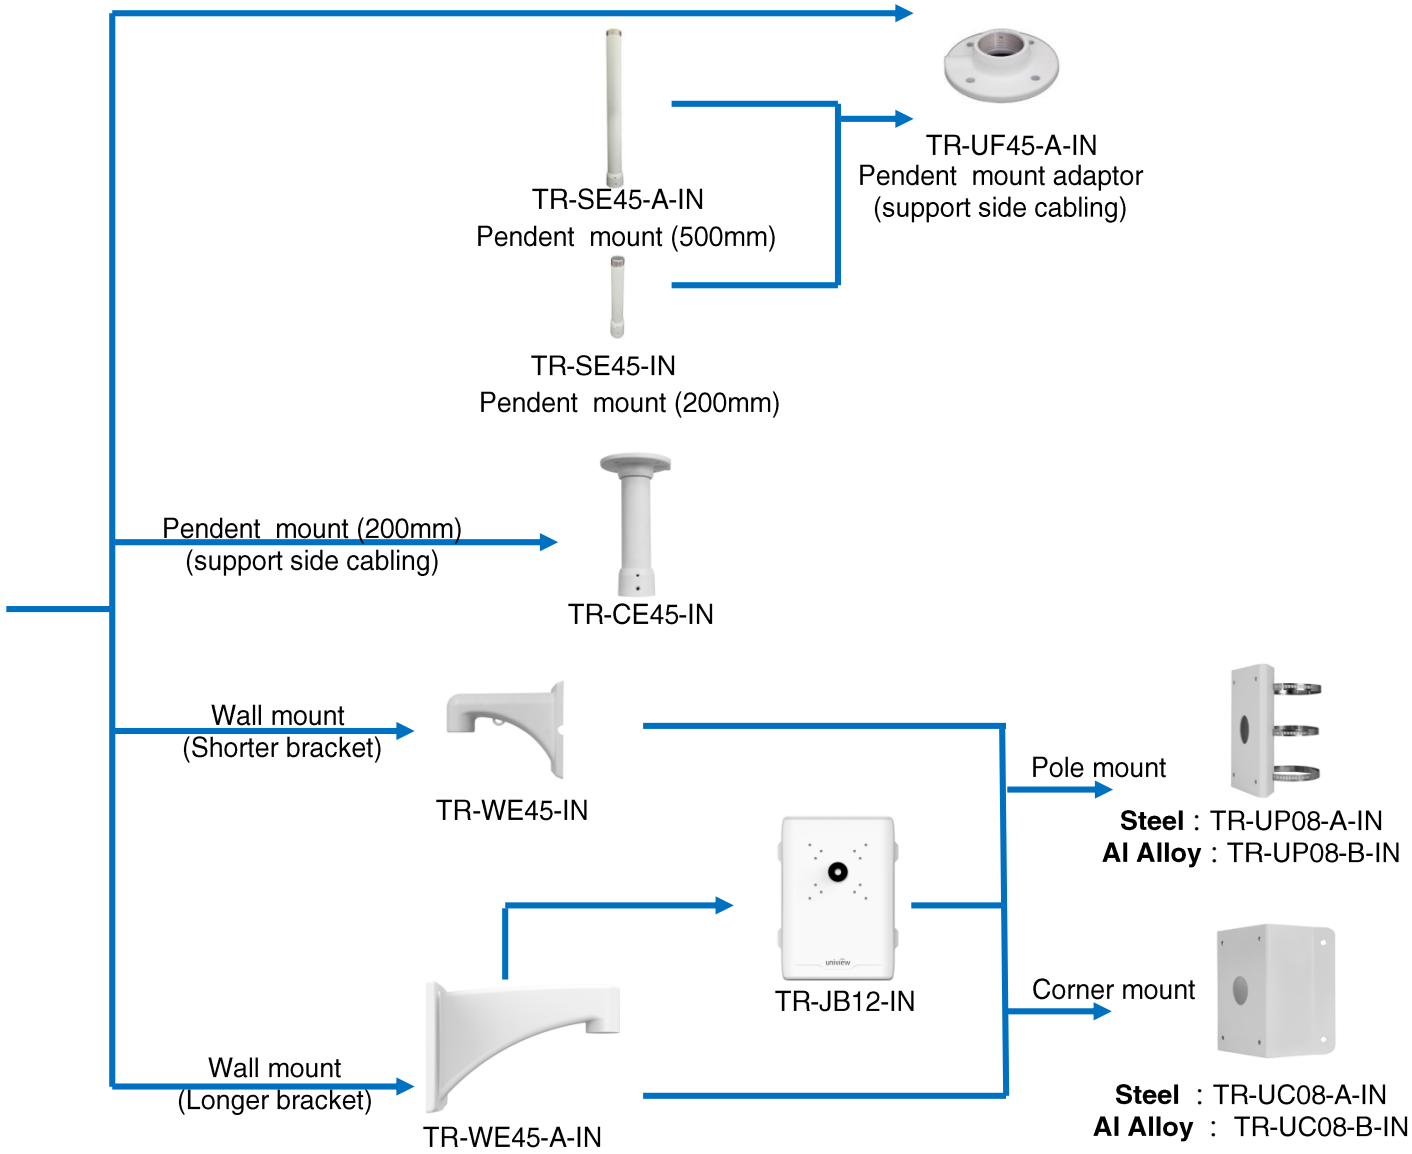 TR-UF45-A-IN
Pendent mount adaptor
(support side cabling)
TR-SE45-A-IN
Pendent mount (500mm)
TR-SE45-IN
Pendent mount (200mm)
Pendent mount (200mm)
(support side cabling)
TR-CE45-IN
Wall mount
(Shorter bracket)
TR-WE45-IN
Pole mount
Steel : TR-UP08-A-IN
Al Alloy : TR-UP08-B-IN
uniview
TR-JB12-IN
Corner mount
Steel : TR-UC08-A-IN
Al Alloy : TR-UC08-B-IN
Wall mount
(Longer bracket)
TR-WE45-A-IN